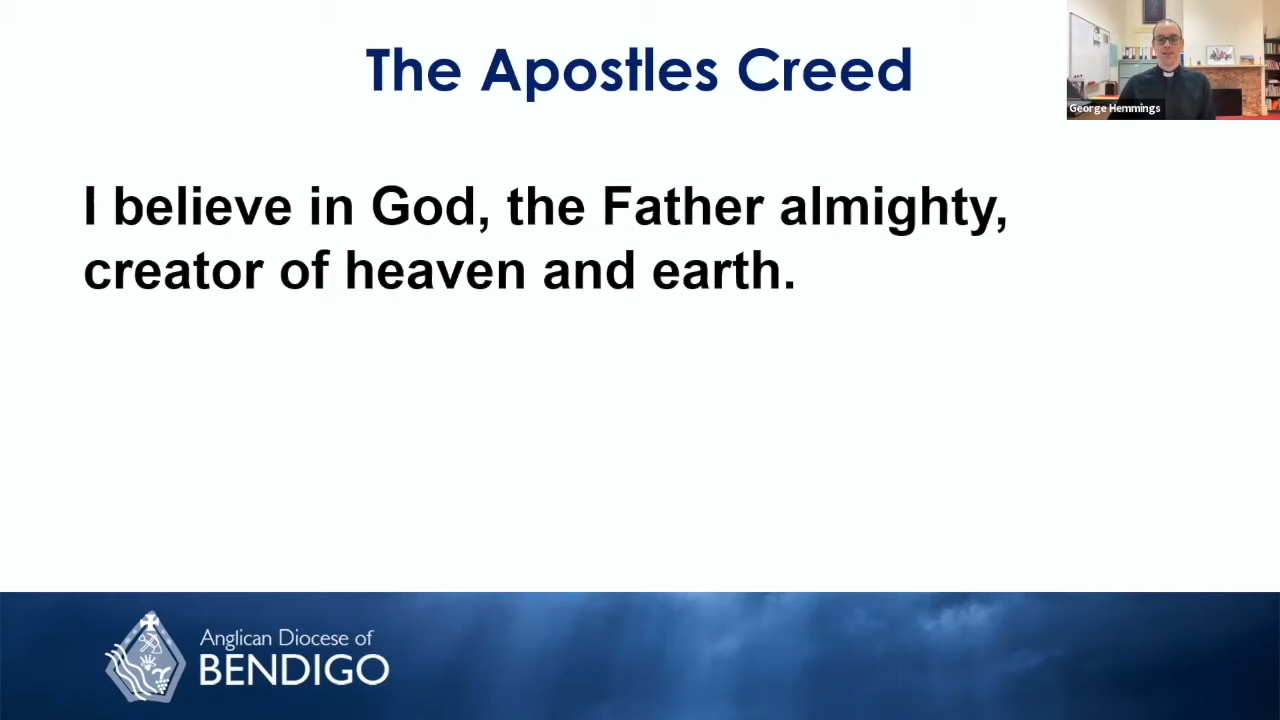 The Apostles Creed
George Hemmings
I believe in God, the Father almighty,
creator of heaven and earth.
Anglican Diocese of
BENDIGO